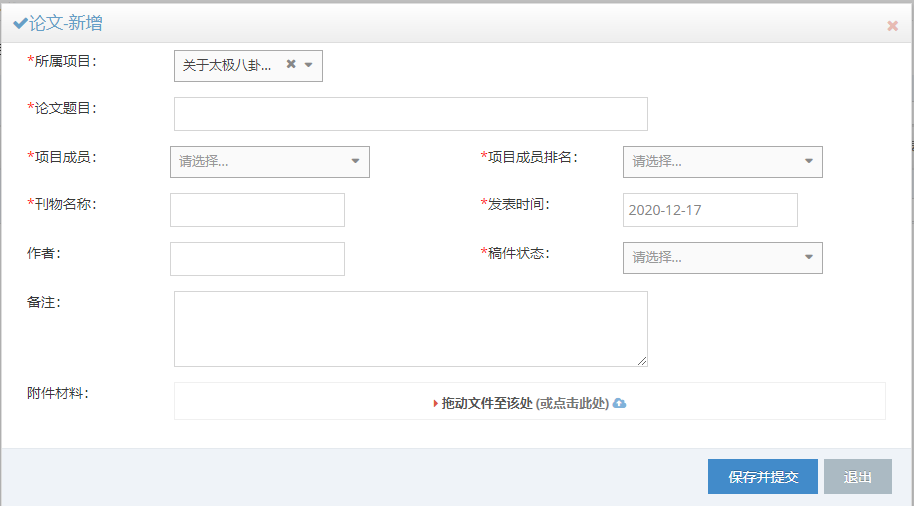 论文-新增
*所属项目：
关于太极八卦...
*论文题目：
*项目成员：
请选择...
*项目成员排名：
请选择...
*刊物名称：
*发表时间：
2020-12-17
作者：
*稿件状态：
请选择...
备注：
附件材料：
拖动文件至该处 (或点击此处)
保存并提交
退出